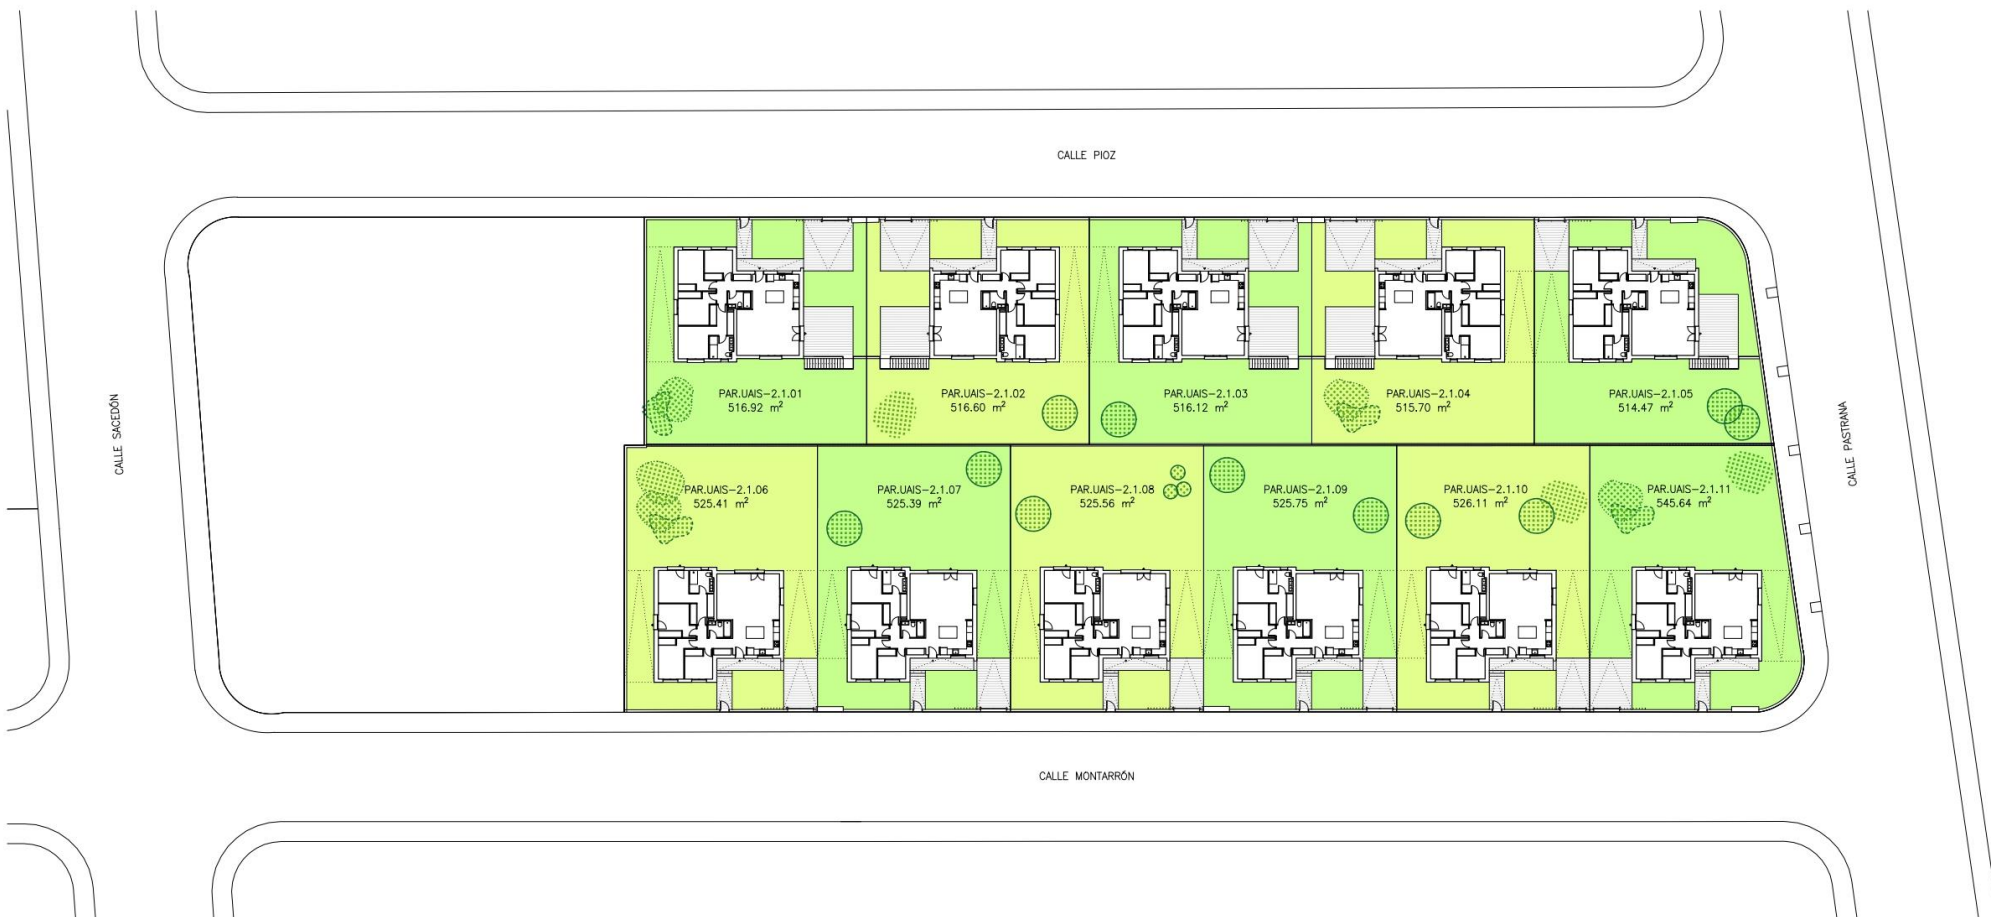 CALLE PIOZ
PAR.UAIS-2.1.01
516.92 m²
PAR.UAIS-2.1.02
516.60 m²
PAR.UAIS-2.1.03
516.12 m²
PAR.UAIS-2.1.04
515.70 m²
PAR.UAIS-2.1.05
514.47 m²
CALLE SACEDÓN
CALLE PASTRANA
PAR.UAIS-2.1.06
525.41 m²
PAR.UAIS-2.1.07
525.39 m²
PAR.UAIS-2.1.08
525.56 m²
PAR.UAIS-2.1.09
525.75 m²
PAR.UAIS-2.1.10
526.11 m²
PAR.UAIS-2.1.11
545.64 m²
CALLE MONTARRÓN